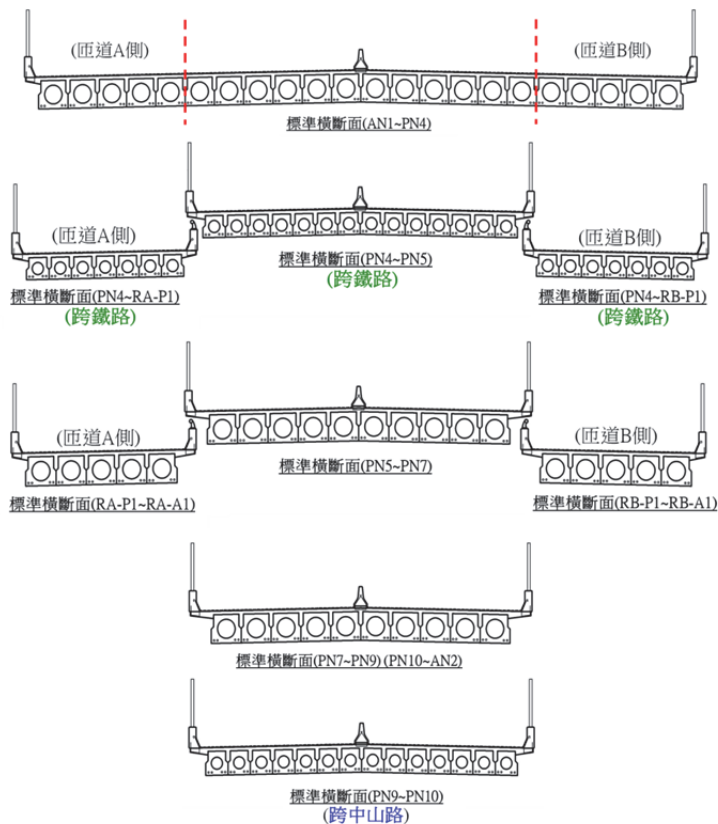 (匝道A側)
(匝道B側)
標準橫斷面(AN1~PN4)
(匝道A側)
(匝道B側)
標準橫斷面(PN4~PN5)
(跨鐵路)
標準橫斷面(PN4~RA-P1)
(跨鐵路)
標準橫斷面(PN4~RB-P1)
(跨鐵路)
(匝道A側)
(匝道B側)
標準橫斷面(PN5~PN7)
標準橫斷面(RA-P1~RA-A1)
標準橫斷面(RB-P1~RB-A1)
標準橫斷面(PN7~PN9) (PN10~AN2)
標準橫斷面(PN9~PN10)
(跨中山路)